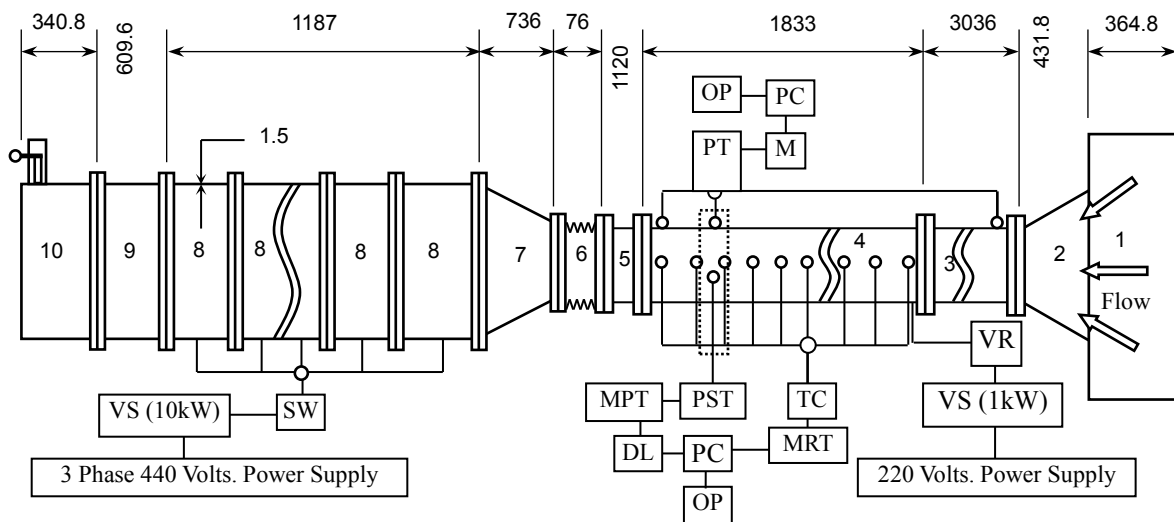 340.8
609.6
1187
736
76
1120
1833
3036
431.8
364.8
OP
PC
PT
M
1.5
10
9
8
8
8
8
7
6
5
4
3
2
1
Flow
VR
VS (10kW)
SW
MPT
PST
TC
VS (1kW)
DL
PC
MRT
3 Phase 440 Volts. Power Supply
OP
220 Volts. Power Supply